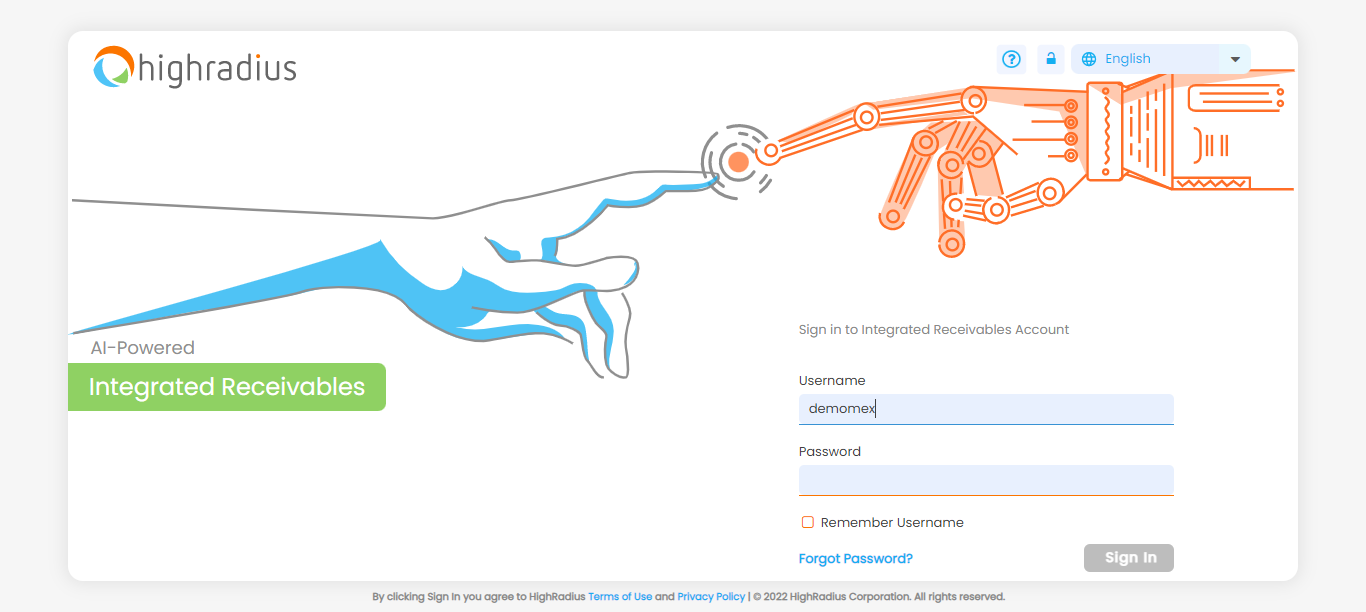 highradius
English
Sign in to Integrated Receivables Account
AI-Powered
Integrated Receivables
Username
demomex
Password
Remember Username
Forgot Password?
Sign In
By clicking Sign In you agree to HighRadius Terms of Use and Privacy Policy | © 2022 HighRadius Corporation. All rights reserved.